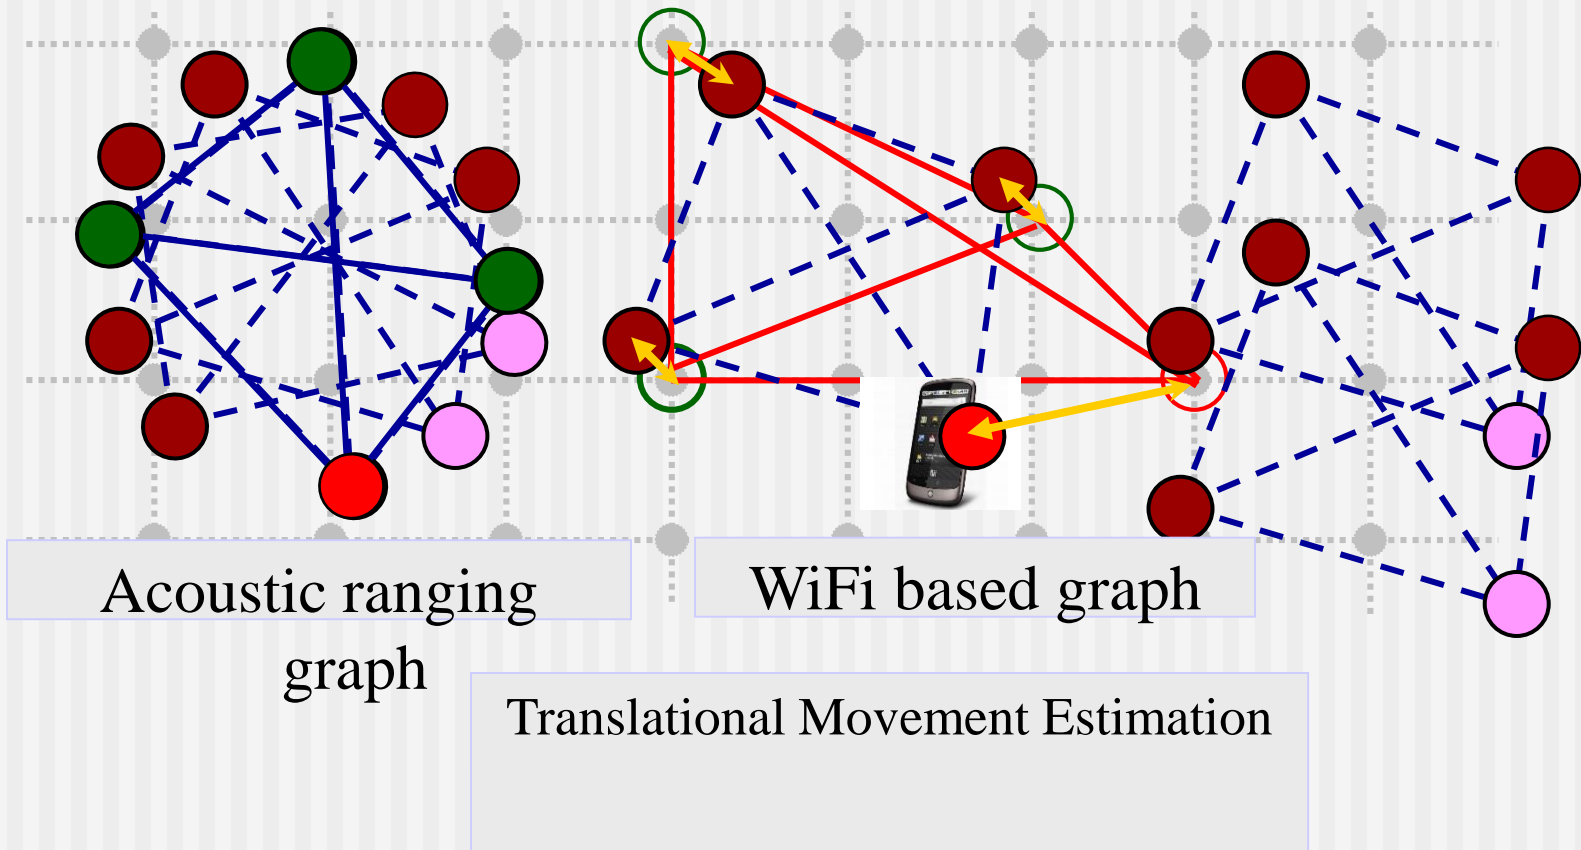 Acoustic ranging
graph
WiFi based graph
Translational Movement Estimation